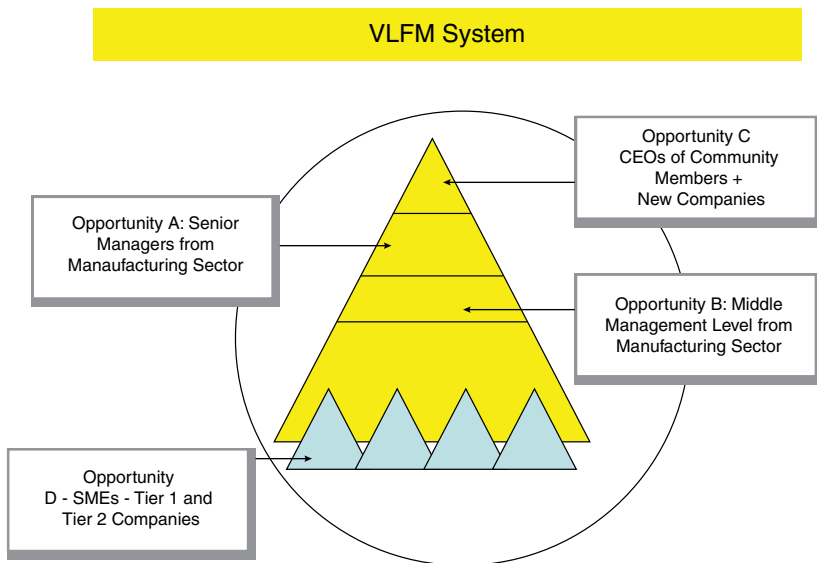 VLFM System
Opportunity C
CEOs of Community
Members +
New Companies
Opportunity A: Senior
Managers from
Manaufacturing Sector
Opportunity B: Middle
Management Level from
Manufacturing Sector
Opportunity
D - SMEs - Tier 1 and
Tier 2 Companies